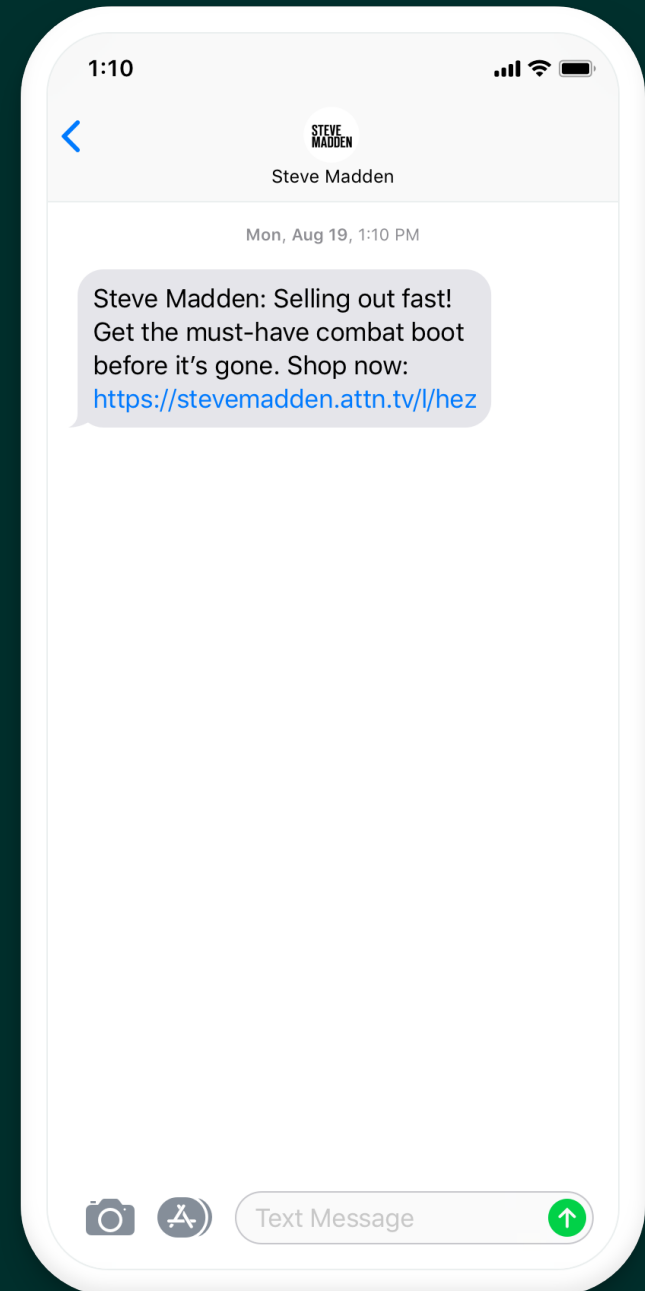 1:10
STEVE
MADDEN
Steve Madden
Mon, Aug 19, 1:10 PM
Steve Madden: Selling out fast!
Get the must-have combat boot
before it’s gone. Shop now:
https://stevemadden.attn.tv/l/hez
Text Message